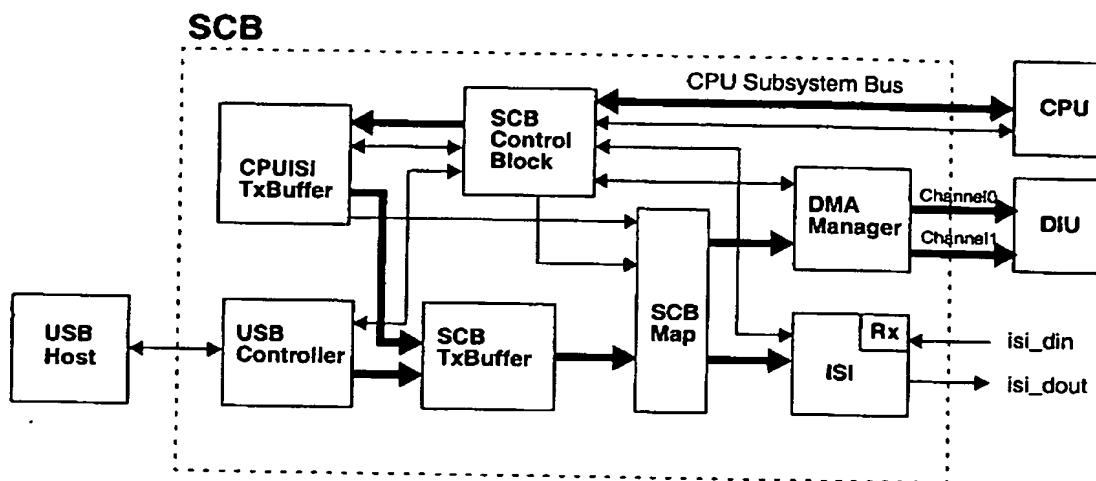 SCB
CPU Subsystem Bus
CPU
SCB
Control
Block
CPUISI
TxBuffer
DMA
Manager
Channel0
Channel1
DIU
SCB
Map
USB
Host
USB
Controller
SCB
TxBuffer
Rx
ISI
isi_din
isi_dout